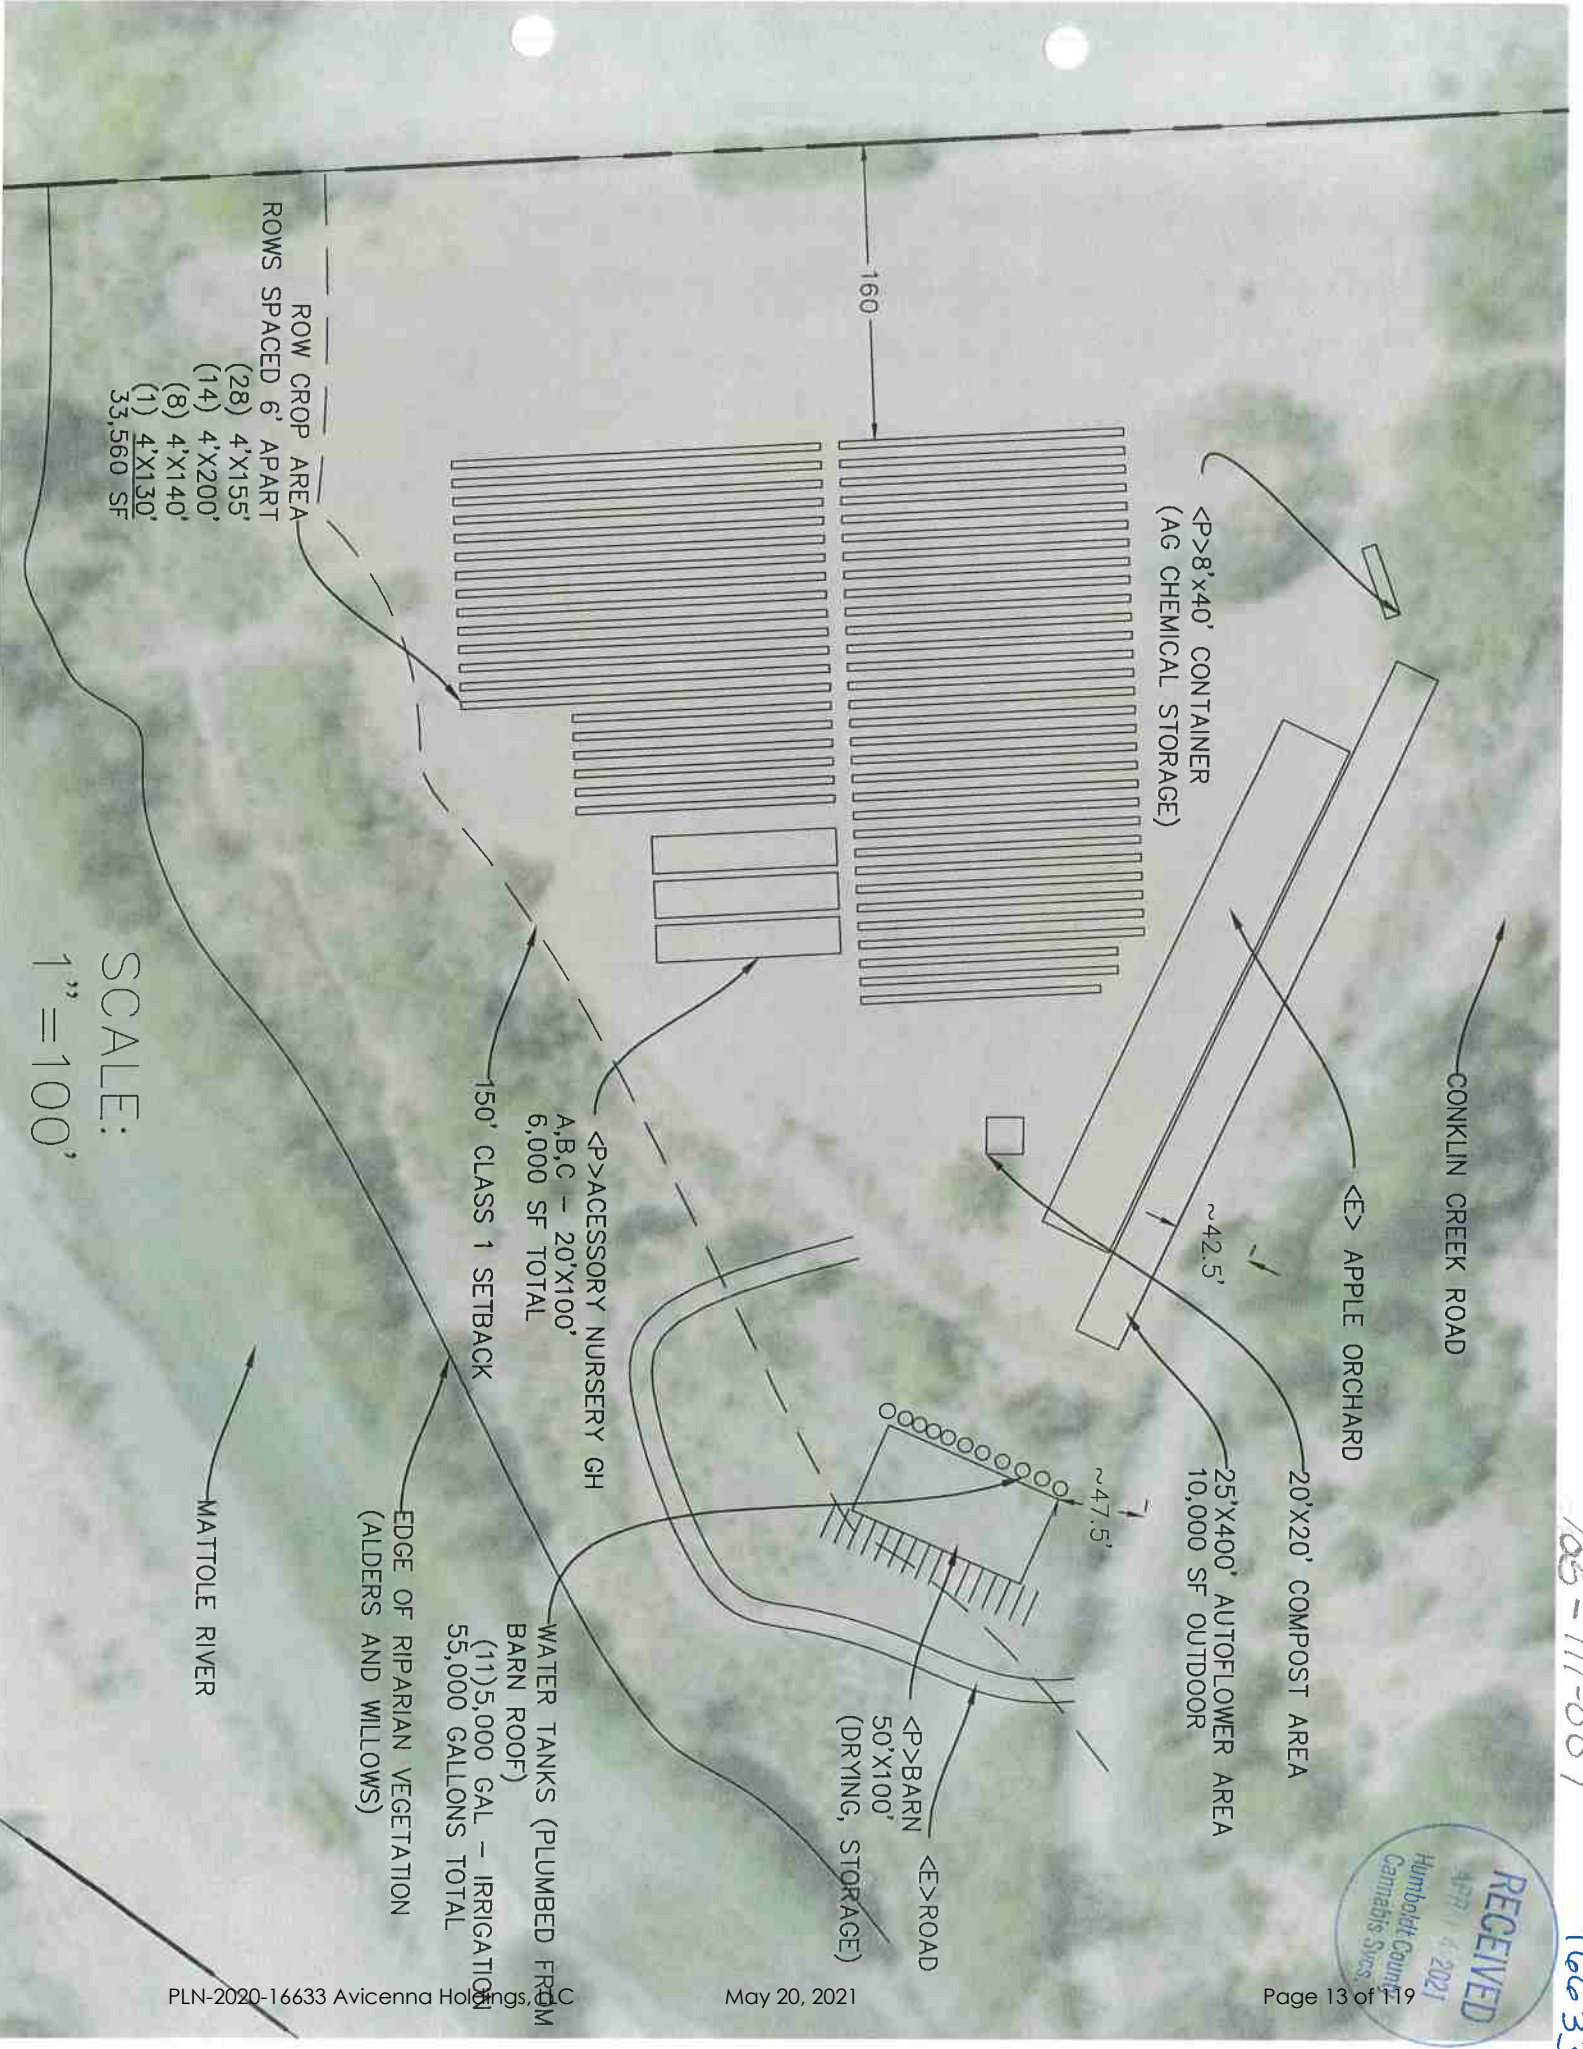 CONKLIN CREEK ROAD
<E> APPLE ORCHARD
20'X20' COMPOST AREA
25'X400' AUTOFLOWER AREA
10,000 SF OUTDOOR
~42.5'
~47.5'
<P>8'x40' CONTAINER
(AG CHEMICAL STORAGE)
160
<E>ROAD
<P>BARN
50'X100'
(DRYING, STORAGE)
<P>ACESSORY NURSERY GH
A,B,C - 20'X100'
6,000 SF TOTAL
150' CLASS 1 SETBACK
WATER TANKS (PLUMBED FROM
BARN ROOF)
(11)5,000 GAL - IRRIGATION
55,000 GALLONS TOTAL
EDGE OF RIPARIAN VEGETATION
(ALDERS AND WILLOWS)
MATTOLE RIVER
ROW CROP AREA
ROWS SPACED 6' APART
(28) 4'X155'
(14) 4'X200'
(8) 4'X140'
(1) 4'X130'
33,560 SF
SCALE:
1"=100'
RECEIVED
APR 14 2021
Humboldt County
Cannabis Svcs.
PLN-2020-16633 Avicenna Holdings, LLC
May 20, 2021
Page 13 of 119